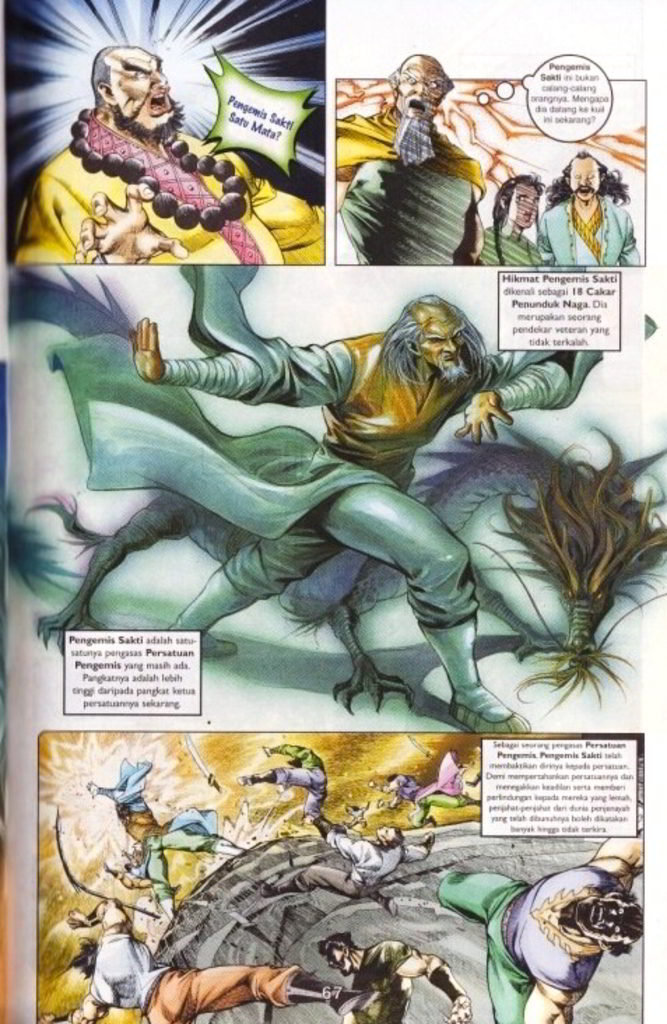 Pengemis Sakti
Satu Mata?
Pengemis
Sakti ini bukan
calang-calang
orangnya. Mengapa
dia datang ke kuil
ini sekarang?
Hikmat Pengemis Sakti
dikenali sebagai 18 Cakar
Penunduk Naga. Dia
merupakan seorang
pendekar veteran yang
tidak terkalah.
Pengemis Sakti adalah satu-
satunya pengasas Persatuan
Pengemis yang masih ada.
Pangkatnya adalah lebih
tinggi daripada pangkat ketua
persatuannya sekarang.
Sebagai seorang pengasas Persatuan
Pengemis, Pengemis Sakti telah
membaktikan dirinya kepada persatuan.
Demi mempertahankan persatuannya dan
menegakkan keadilan serta memberi
perlindungan kepada mereka yang lemah,
penjahat-penjahat dari dunia penjenayah
yang telah dibunuhnya boleh dikatakan
banyak hingga tidak terkira.
67